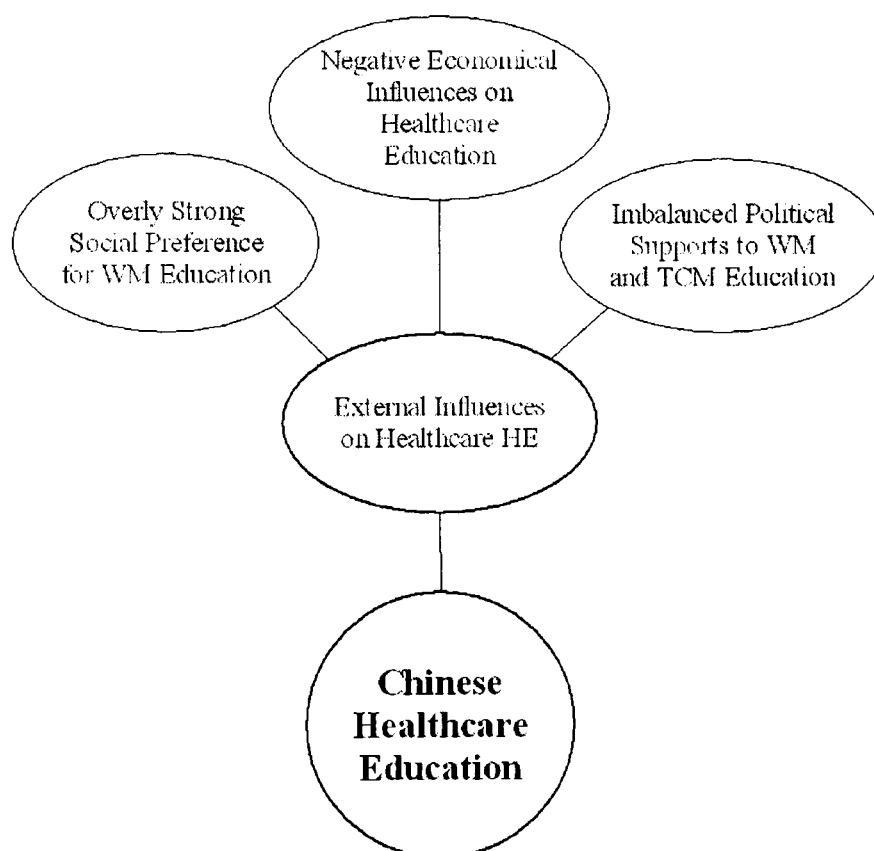 Negative Economical
Influences on
Healthcare
Education
Overly Strong
Social Preference
for WM Education
Imbalanced Political
Supports to WM
and TCM Education
External Influences
on Healthcare HE
Chinese
Healthcare
Education